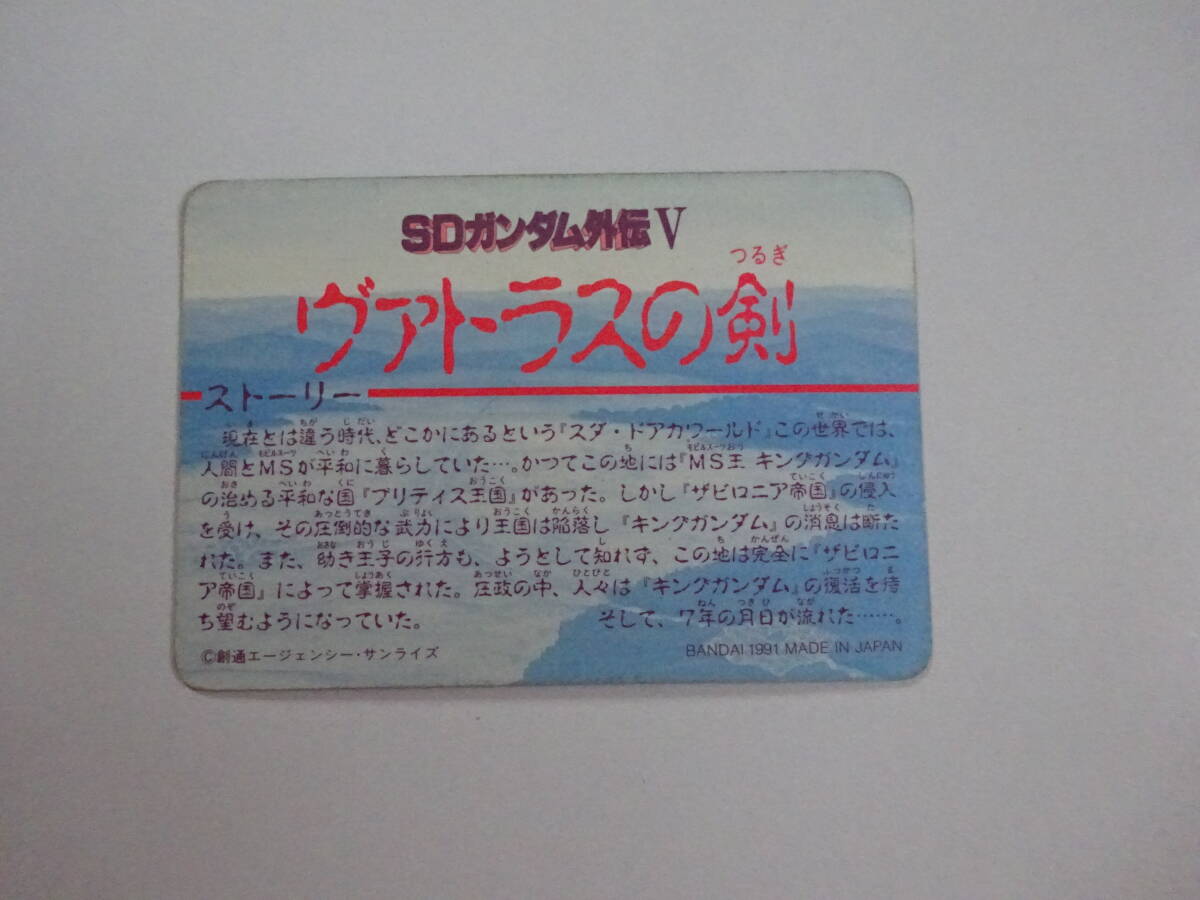 SDガンダム外伝 V
つるぎ
ヴァトラスの剣
ストーリー
現在とは違う時代、どこかにあるという『スダ・ドアカワールド』この世界では、
人間とMSが平和に暮らしていた…。かつてこの地には『MS王 キングガンダム』
の治める平和な国『ブリティス王国』があった。しかし『ザビロニア帝国』の侵入
を受け、その圧倒的な武力により王国は陥落し『キングガンダム』の消息は断た
れた。また、幼き王子の行方も、ようとして知れず、この地は完全に『ザビロニ
ア帝国』によって掌握された。圧政の中、人々は『キングガンダム』の復活を待
ち望むようになっていた。 そして、7年の月日が流れた……。
©創通エージェンシー・サンライズ BANDAI 1991 MADE IN JAPAN